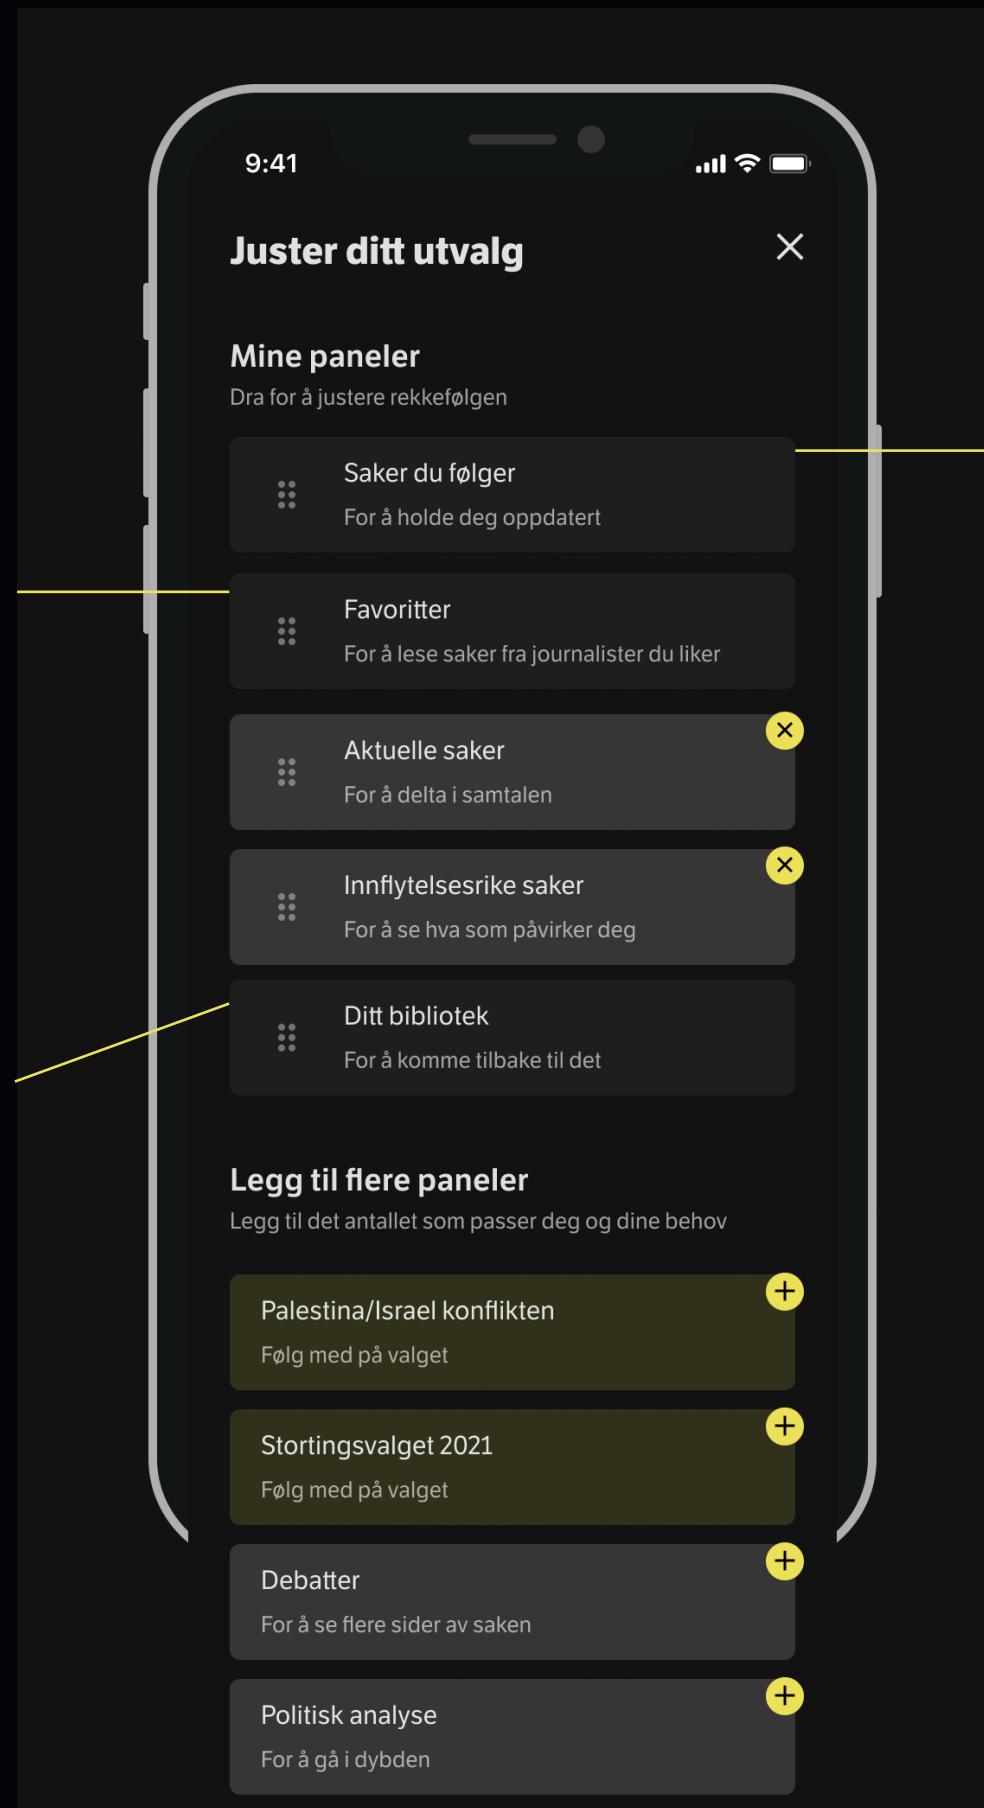 9:41
Juster ditt utvalg
Mine paneler
Dra for å justere rekkefølgen
Saker du følger
For å holde deg oppdatert
Favoritter
For å lese saker fra journalister du liker
Aktuelle saker
For å delta i samtalen
Innflytelsesrike saker
For å se hva som påvirker deg
Ditt bibliotek
For å komme tilbake til det
Legg til flere paneler
Legg til det antallet som passer deg og dine behov
Palestina/Israel konflikten
Følg med på valget
Stortingsvalget 2021
Følg med på valget
Debatter
For å se flere sider av saken
Politisk analyse
For å gå i dybden